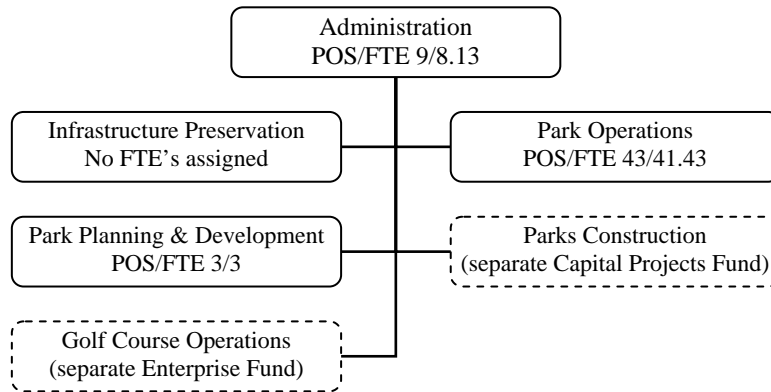 Administration
POS/FTE 9/8.13
Infrastructure Preservation
No FTE’s assigned
Park Operations
POS/FTE 43/41.43
Park Planning & Development
POS/FTE 3/3
Parks Construction
(separate Capital Projects Fund)
Golf Course Operations
(separate Enterprise Fund)